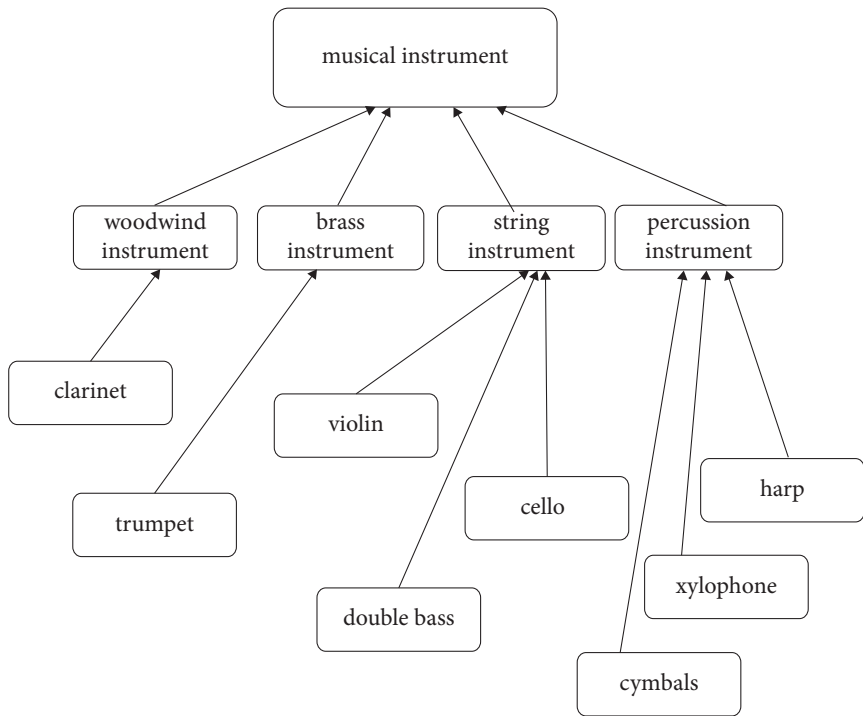 musical instrument
woodwind
instrument
brass
instrument
string
instrument
percussion
instrument
clarinet
violin
trumpet
cello
harp
double bass
xylophone
cymbals